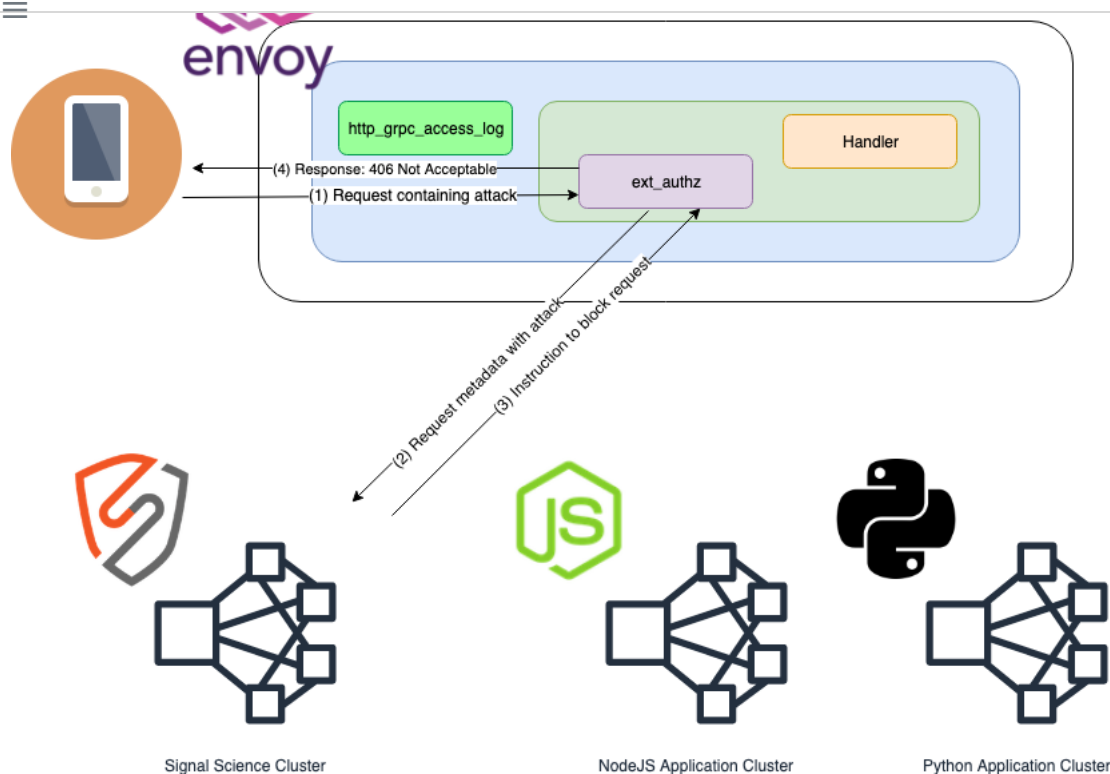 envoy
http_grpc_access_log
Handler
(4) Response: 406 Not Acceptable
ext_authz
(1) Request containing attack
(2) Request metadata with attack
(3) Instruction to block request
JS
Signal Science Cluster
NodeJS Application Cluster
Python Application Cluster